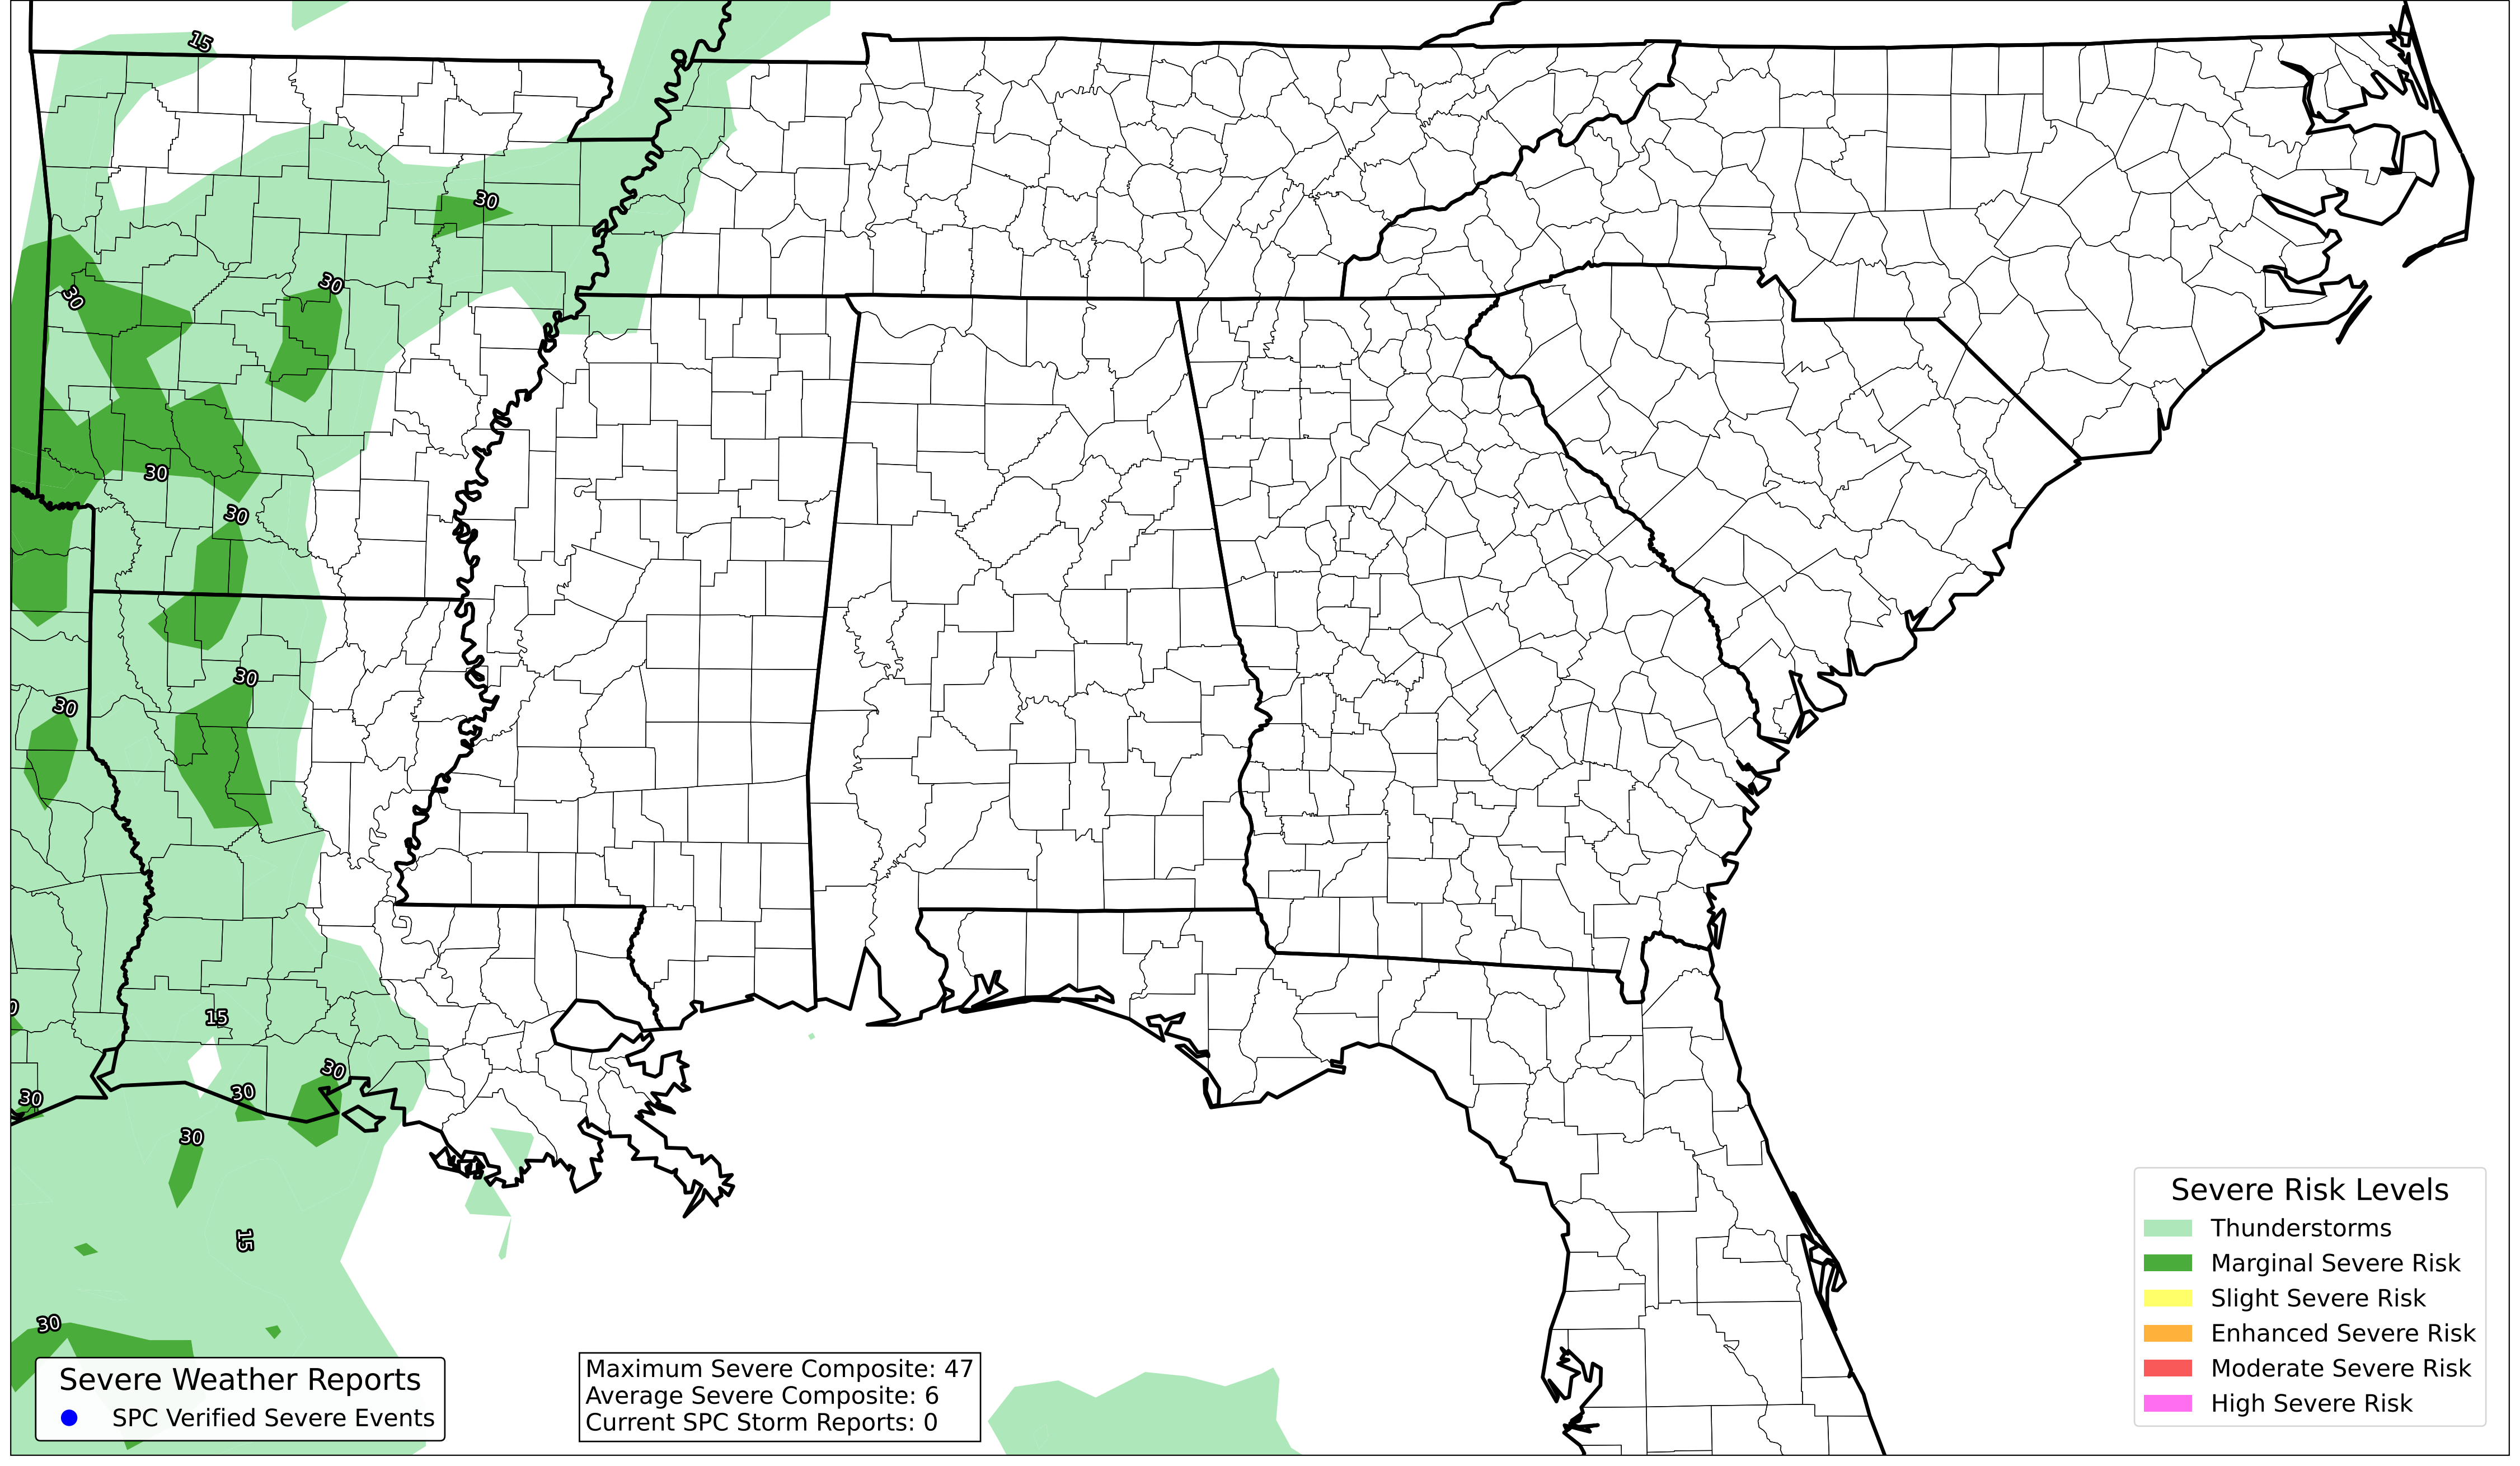 15
30
30
30
30
30
30
30
0
15
30
30
30
30
15
30
Severe Weather Reports
SPC Verified Severe Events
Maximum Severe Composite: 47
Average Severe Composite: 6
Current SPC Storm Reports: 0
Severe Risk Levels
Thunderstorms
Marginal Severe Risk
Slight Severe Risk
Enhanced Severe Risk
Moderate Severe Risk
High Severe Risk